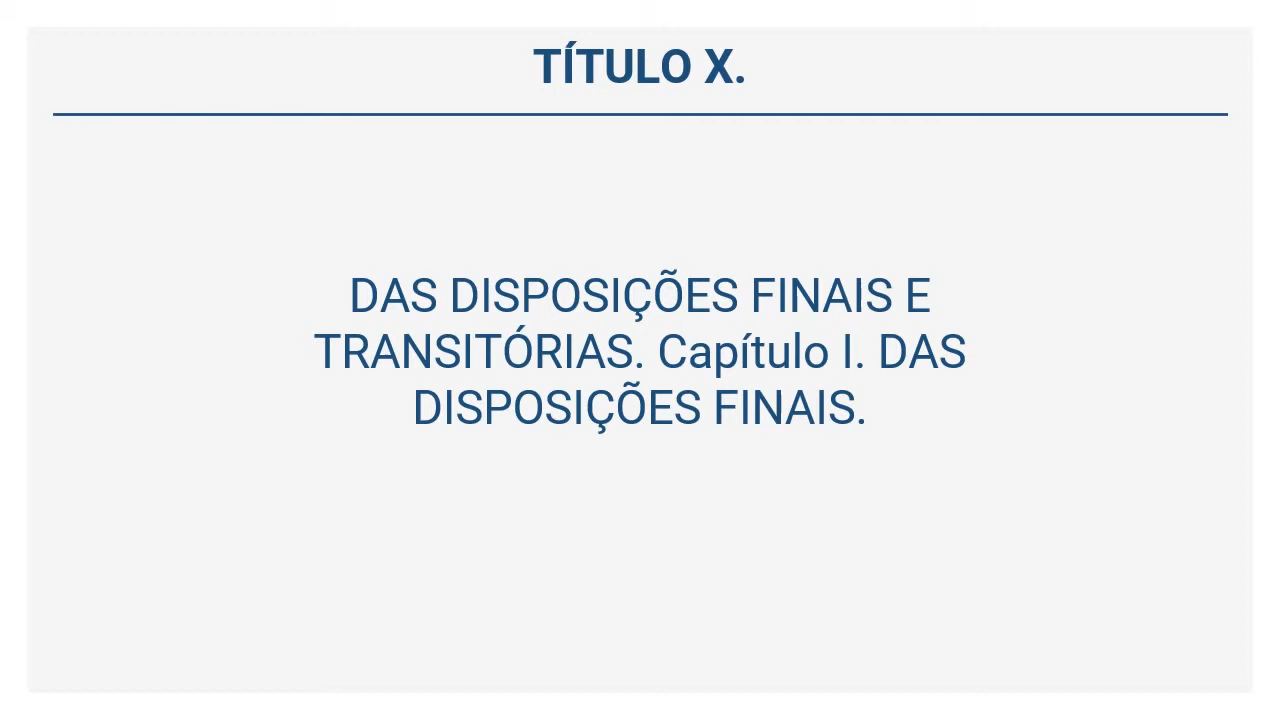 TÍTULO X.
DAS DISPOSIÇÕES FINAIS E
TRANSITÓRIAS. Capítulo I. DAS
DISPOSIÇÕES FINAIS.